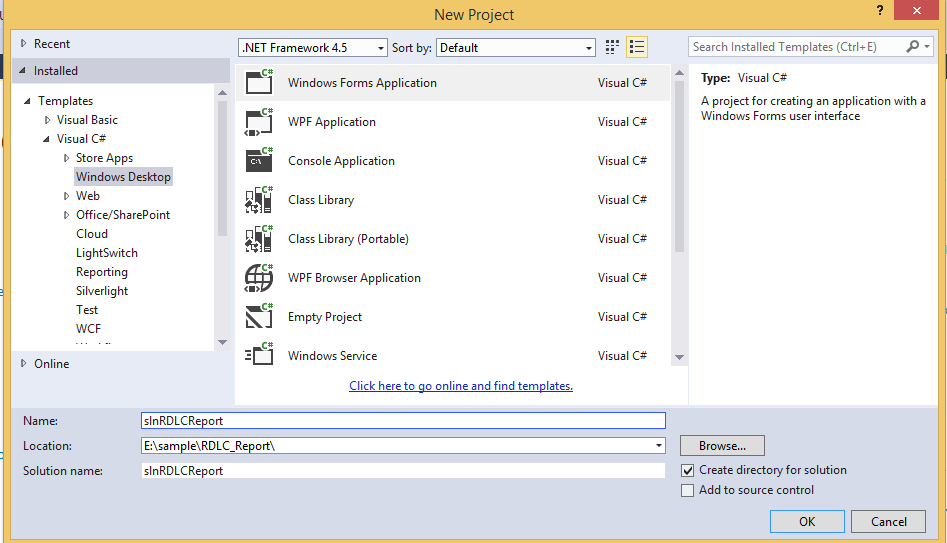 New Project
?
x
Recent
.NET Framework 4.5
Sort by:
Default
Search Installed Templates (Ctrl+E)
Installed
Templates
Visual Basic
Visual C#
Store Apps
Windows Desktop
Web
Office/SharePoint
Cloud
LightSwitch
Reporting
Silverlight
Test
WCF
Online
C# Windows Forms Application Visual C#
C# WPF Application Visual C#
C# C:\ Console Application Visual C#
C# Class Library Visual C#
C# Class Library (Portable) Visual C#
C# WPF Browser Application Visual C#
C# Empty Project Visual C#
C# Windows Service Visual C#
Click here to go online and find templates.
Type: Visual C#
A project for creating an application with a
Windows Forms user interface
Name: slnRDLCReport
Location: E:\sample\RDLC_Report\
Browse...
Solution name: slnRDLCReport
Create directory for solution
Add to source control
OK
Cancel